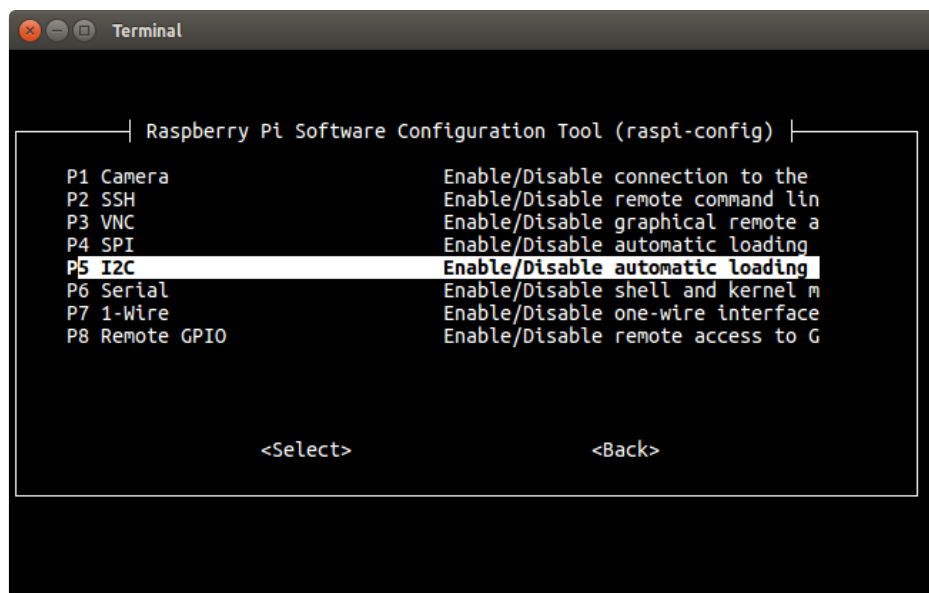 Terminal
Raspberry Pi Software Configuration Tool (raspi-config)
P1 Camera Enable/Disable connection to the
P2 SSH Enable/Disable remote command lin
P3 VNC Enable/Disable graphical remote a
P4 SPI Enable/Disable automatic loading
P5 I2C Enable/Disable automatic loading
P6 Serial Enable/Disable shell and kernel m
P7 1-Wire Enable/Disable one-wire interface
P8 Remote GPIO Enable/Disable remote access to G
<Select> <Back>